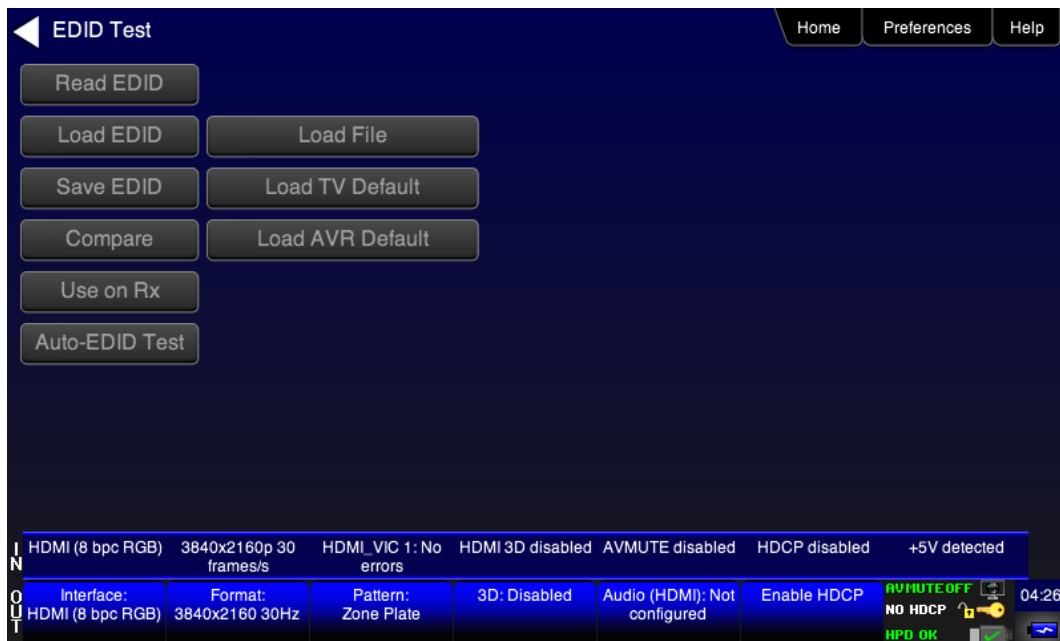 EDID Test
Home
Preferences
Help
Read EDID
Load EDID
Load File
Save EDID
Load TV Default
Compare
Load AVR Default
Use on Rx
Auto-EDID Test
IN
HDMI (8 bpc RGB)
3840x2160p 30
frames/s
HDMI_VIC 1: No
errors
HDMI 3D disabled
AVMUTE disabled
HDCP disabled
+5V detected
OUT
Interface:
HDMI (8 bpc RGB)
Format:
3840x2160 30Hz
Pattern:
Zone Plate
3D: Disabled
Audio (HDMI): Not
configured
Enable HDCP
AVMUTE OFF
NO HDCP
HPD OK
04:26